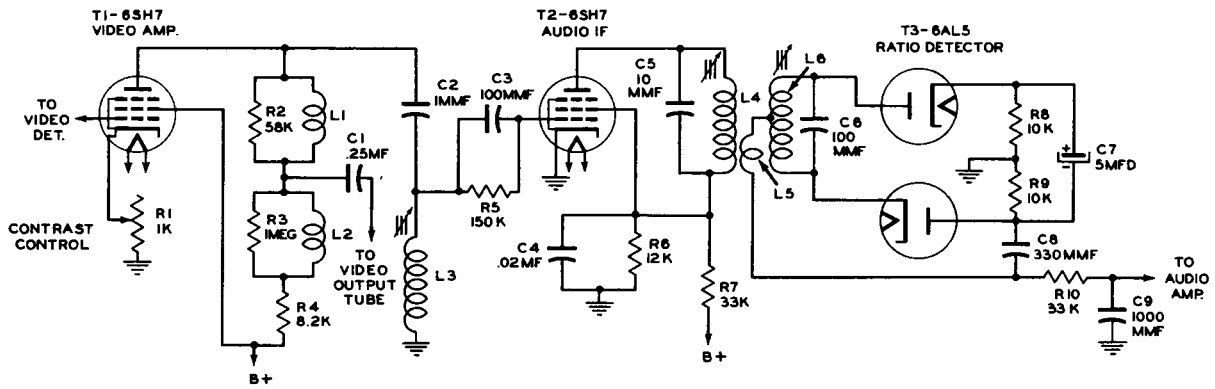 T1-6SH7
VIDEO AMP.
T2-6SH7
AUDIO IF
T3-6AL5
RATIO DETECTOR
TO
VIDEO
DET.
R1
1K
CONTRAST
CONTROL
R2
58K
L1
R3
1MEG
L2
R4
8.2K
B+
C1
.25MF
TO
VIDEO
OUTPUT
TUBE
C2
1MMF
L3
C3
100MMF
R5
150K
C4
.02MF
R6
12K
C5
10
MMF
L4
L5
L6
R7
33K
B+
C6
100
MMF
R8
10K
R9
10K
C7
5MFD
C8
330MMF
R10
33K
C9
1000
MMF
TO
AUDIO
AMP.